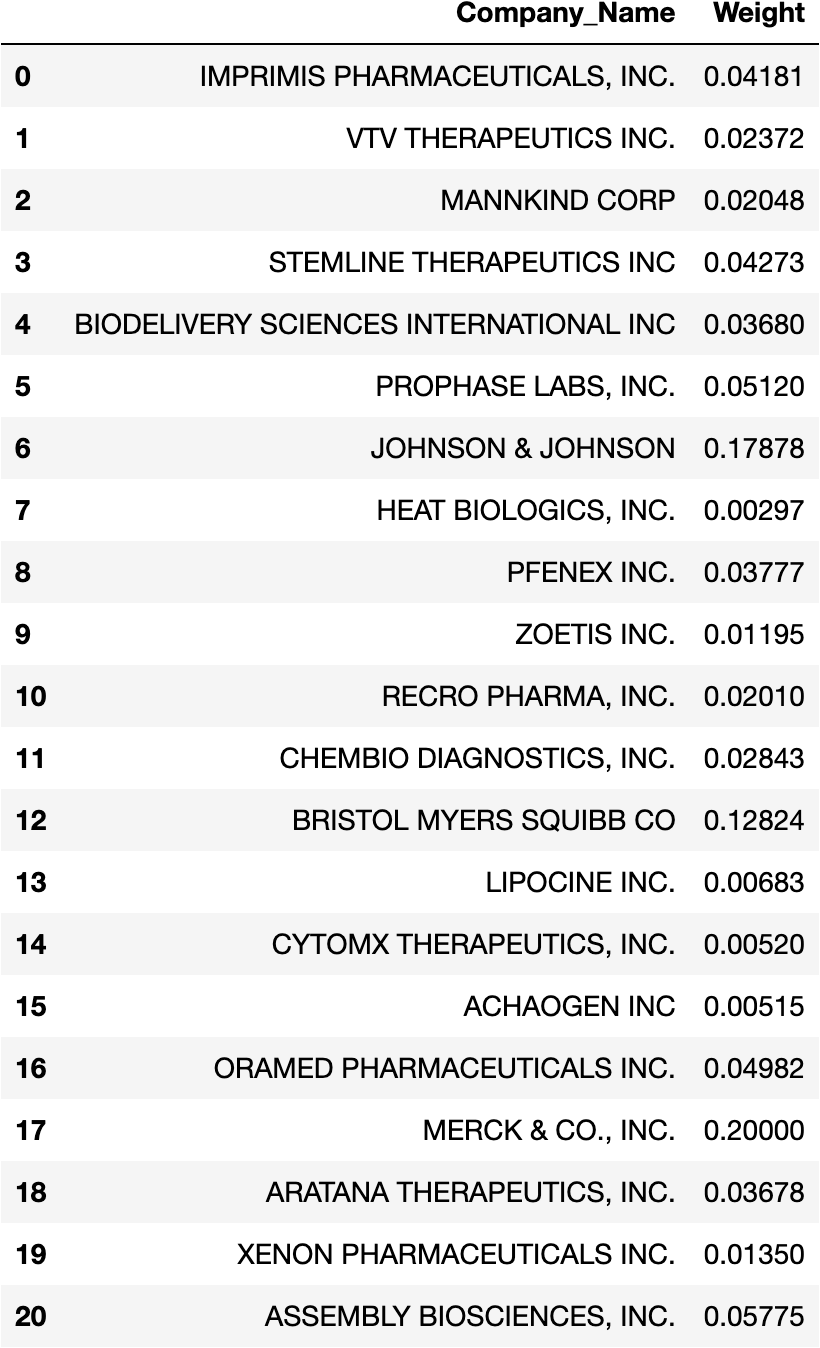 Company_Name Weight
0 IMPRIMIS PHARMACEUTICALS, INC. 0.04181
1 VTV THERAPEUTICS INC. 0.02372
2 MANNKIND CORP 0.02048
3 STEMLINE THERAPEUTICS INC 0.04273
4 BIODELIVERY SCIENCES INTERNATIONAL INC 0.03680
5 PROPHASE LABS, INC. 0.05120
6 JOHNSON & JOHNSON 0.17878
7 HEAT BIOLOGICS, INC. 0.00297
8 PFENEX INC. 0.03777
9 ZOETIS INC. 0.01195
10 RECRO PHARMA, INC. 0.02010
11 CHEMBIO DIAGNOSTICS, INC. 0.02843
12 BRISTOL MYERS SQUIBB CO 0.12824
13 LIPOCINE INC. 0.00683
14 CYTOMX THERAPEUTICS, INC. 0.00520
15 ACHAOGEN INC 0.00515
16 ORAMED PHARMACEUTICALS INC. 0.04982
17 MERCK & CO., INC. 0.20000
18 ARATANA THERAPEUTICS, INC. 0.03678
19 XENON PHARMACEUTICALS INC. 0.01350
20 ASSEMBLY BIOSCIENCES, INC. 0.05775